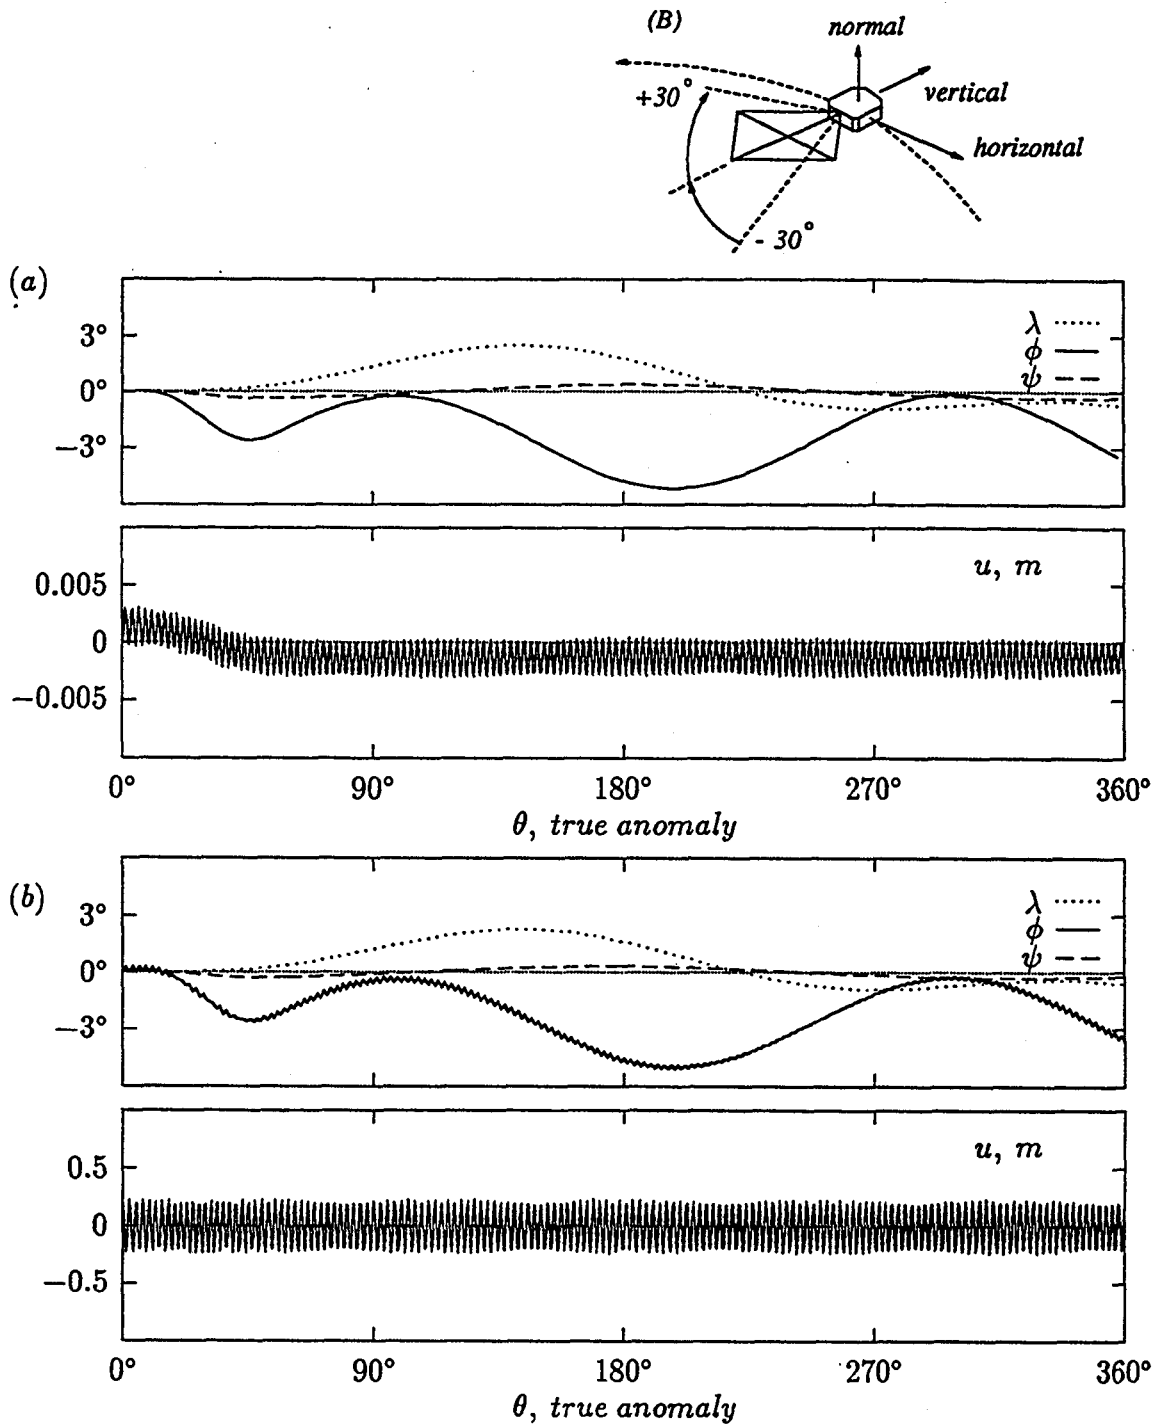 (B)
normal
+30°
vertical
horizontal
- 30°
(a)
3°
0°
−3°
λ
ϕ
ψ
0.005
0
−0.005
u, m
0°
90°
180°
270°
360°
θ, true anomaly
(b)
3°
0°
−3°
λ
ϕ
ψ
0.5
0
−0.5
u, m
0°
90°
180°
270°
360°
θ, true anomaly